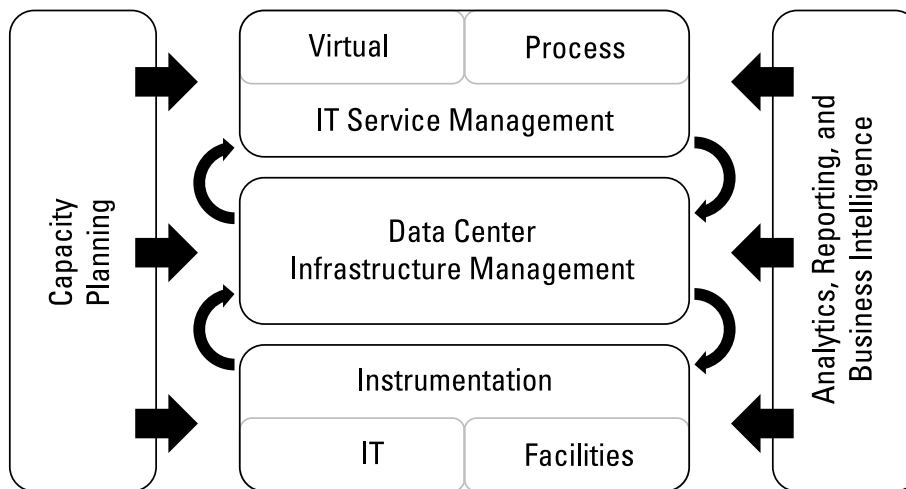 Virtual
Process
IT Service Management
Capacity
Planning
Data Center
Infrastructure Management
Analytics, Reporting, and
Business Intelligence
Instrumentation
IT
Facilities